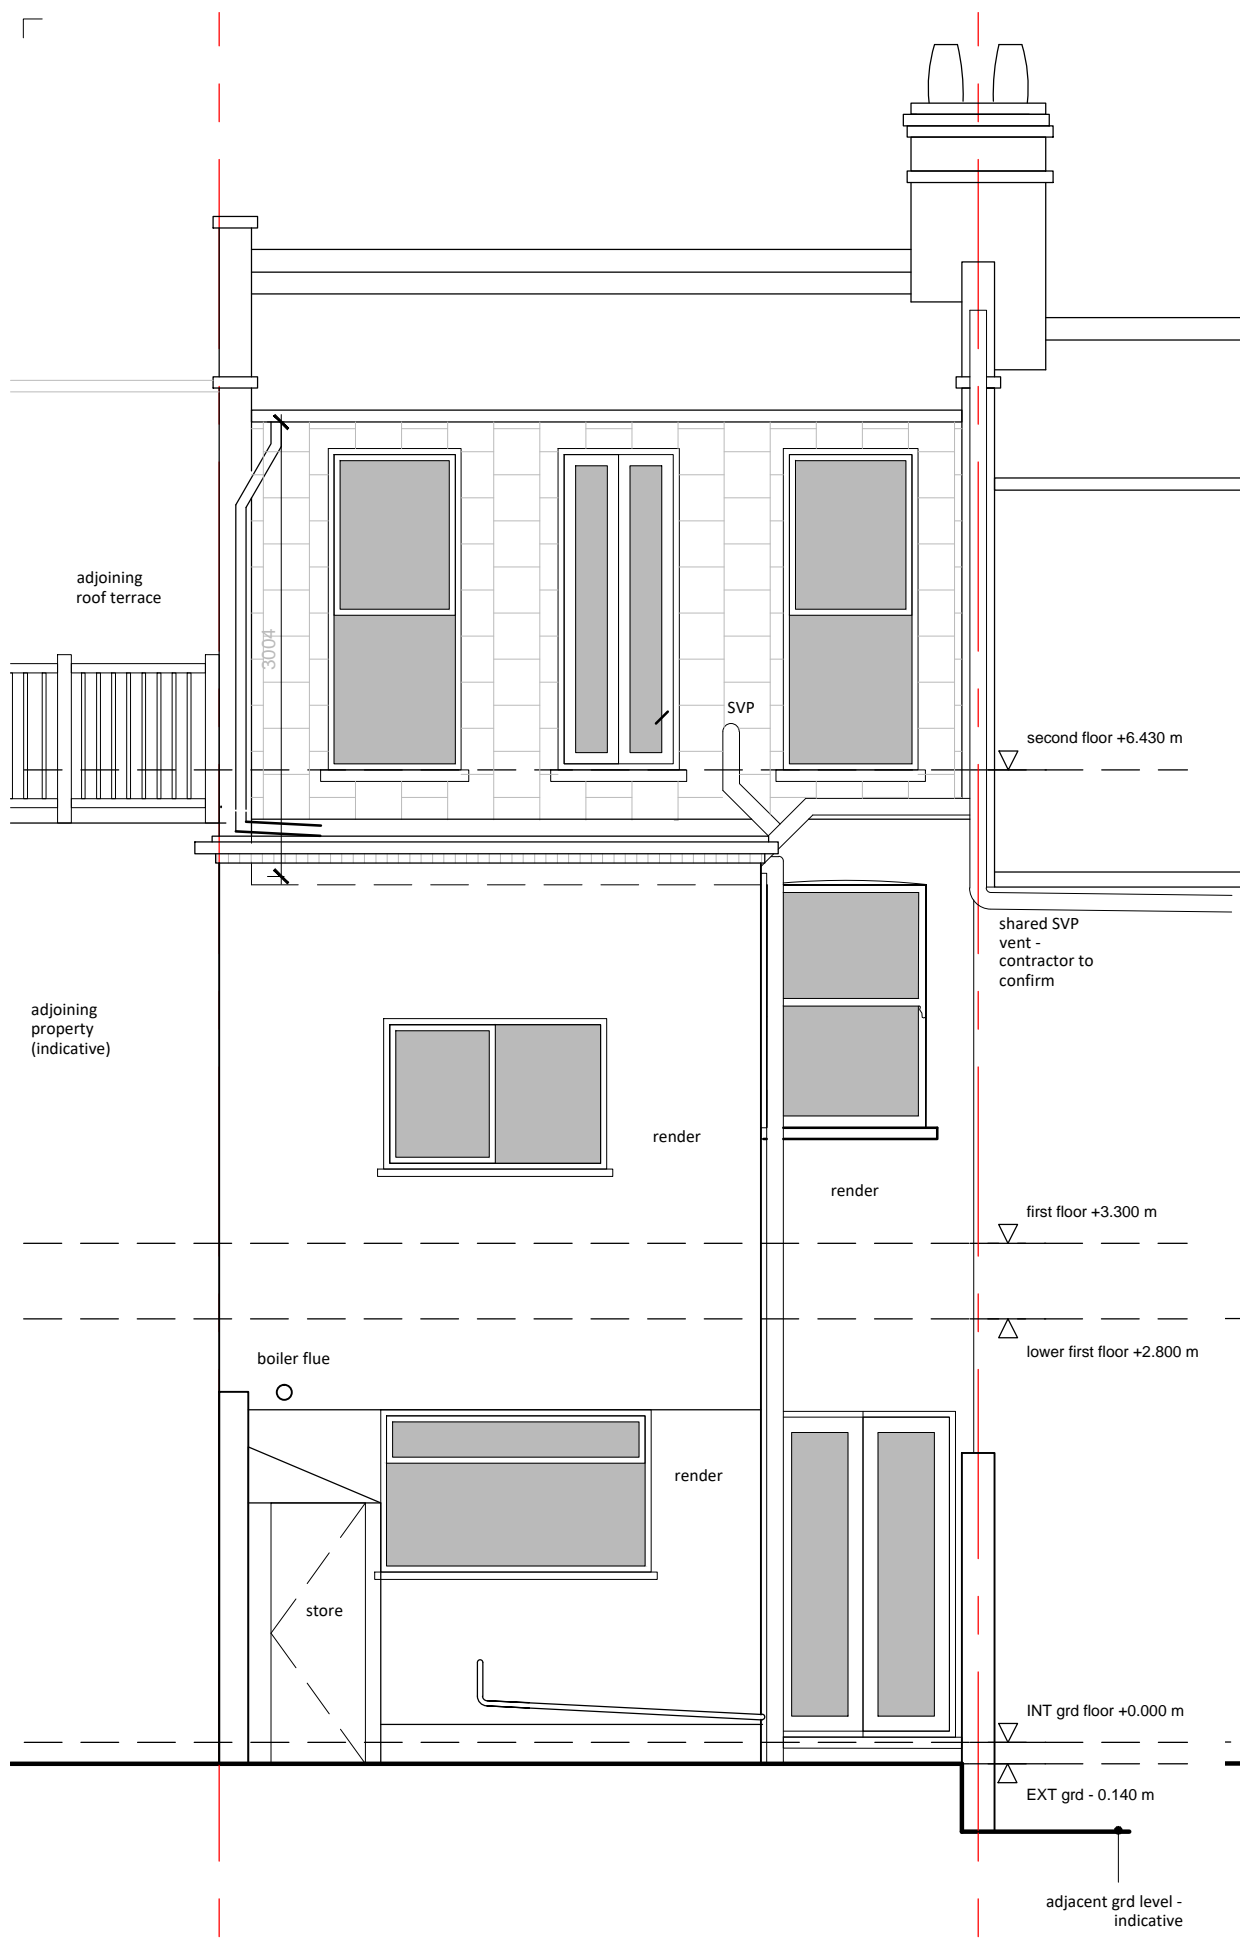 adjoining
roof terrace
3004
SVP
second floor +6.430 m
shared SVP
vent -
contractor to
confirm
adjoining
property
(indicative)
render
render
first floor +3.300 m
lower first floor +2.800 m
boiler flue
render
store
INT grd floor +0.000 m
EXT grd - 0.140 m
adjacent grd level -
indicative